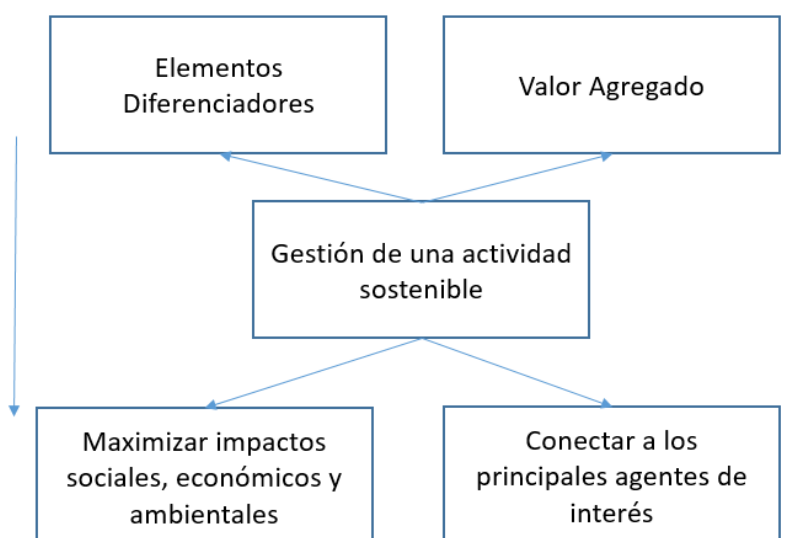 Elementos
Diferenciadores
Valor Agregado
Gestión de una actividad
sostenible
Maximizar impactos
sociales, económicos y
ambientales
Conectar a los
principales agentes de
interés